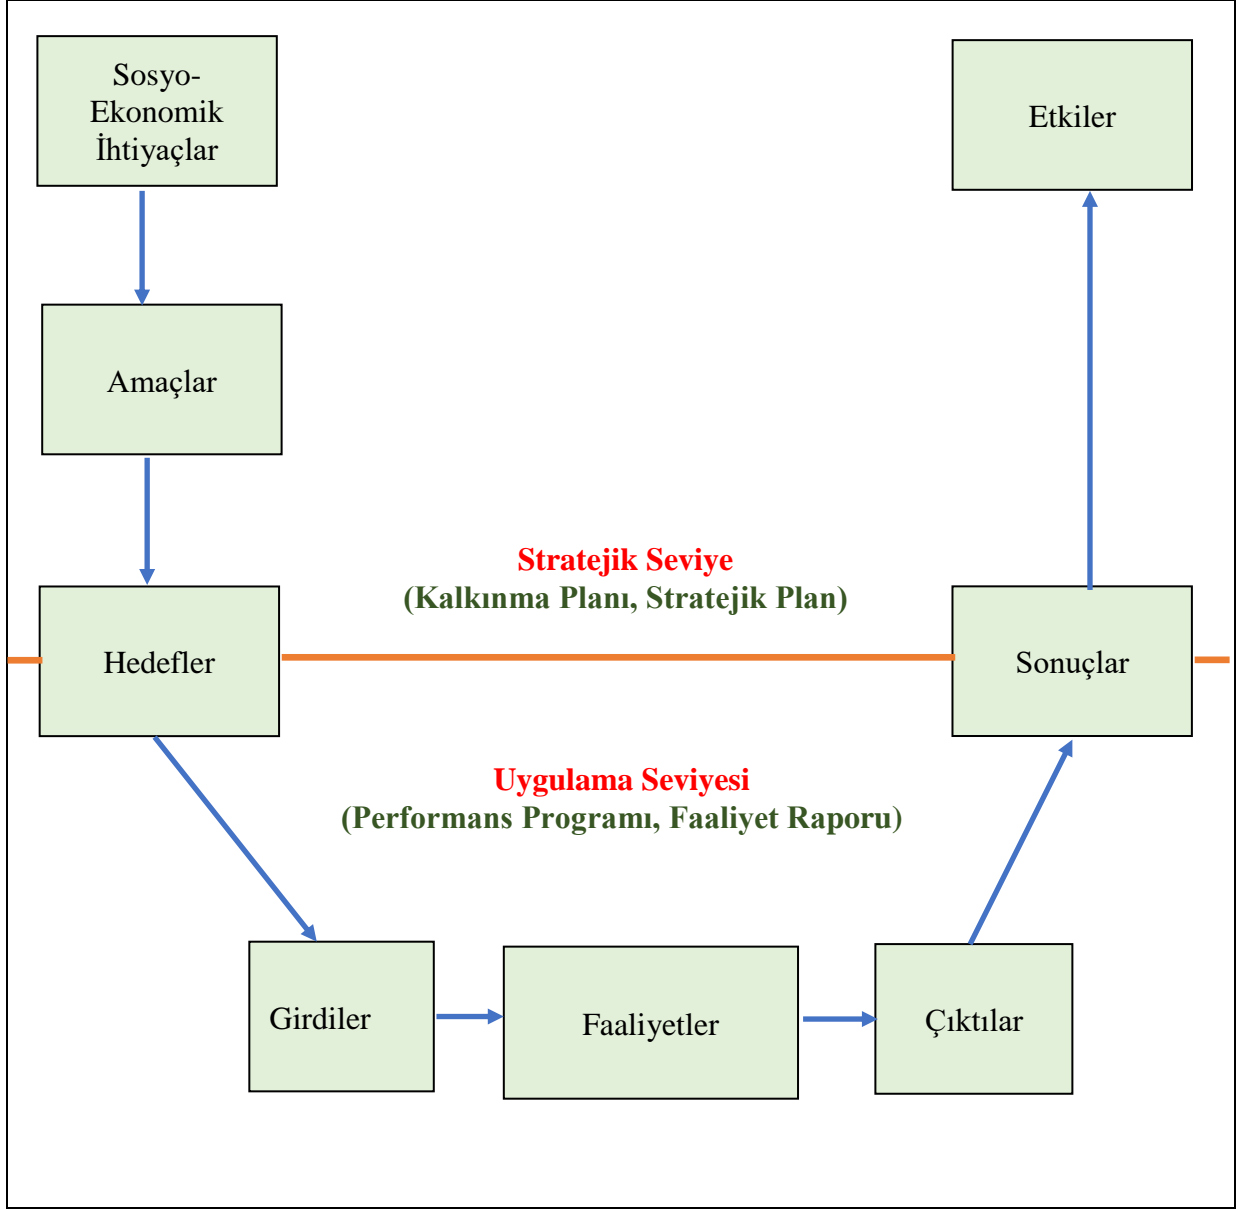 Sosyo-
Ekonomik
İhtiyaçlar
Etkiler
Amaçlar
Stratejik Seviye
(Kalkınma Planı, Stratejik Plan)
Hedefler
Sonuçlar
Uygulama Seviyesi
(Performans Programı, Faaliyet Raporu)
Girdiler
Faaliyetler
Çıktılar